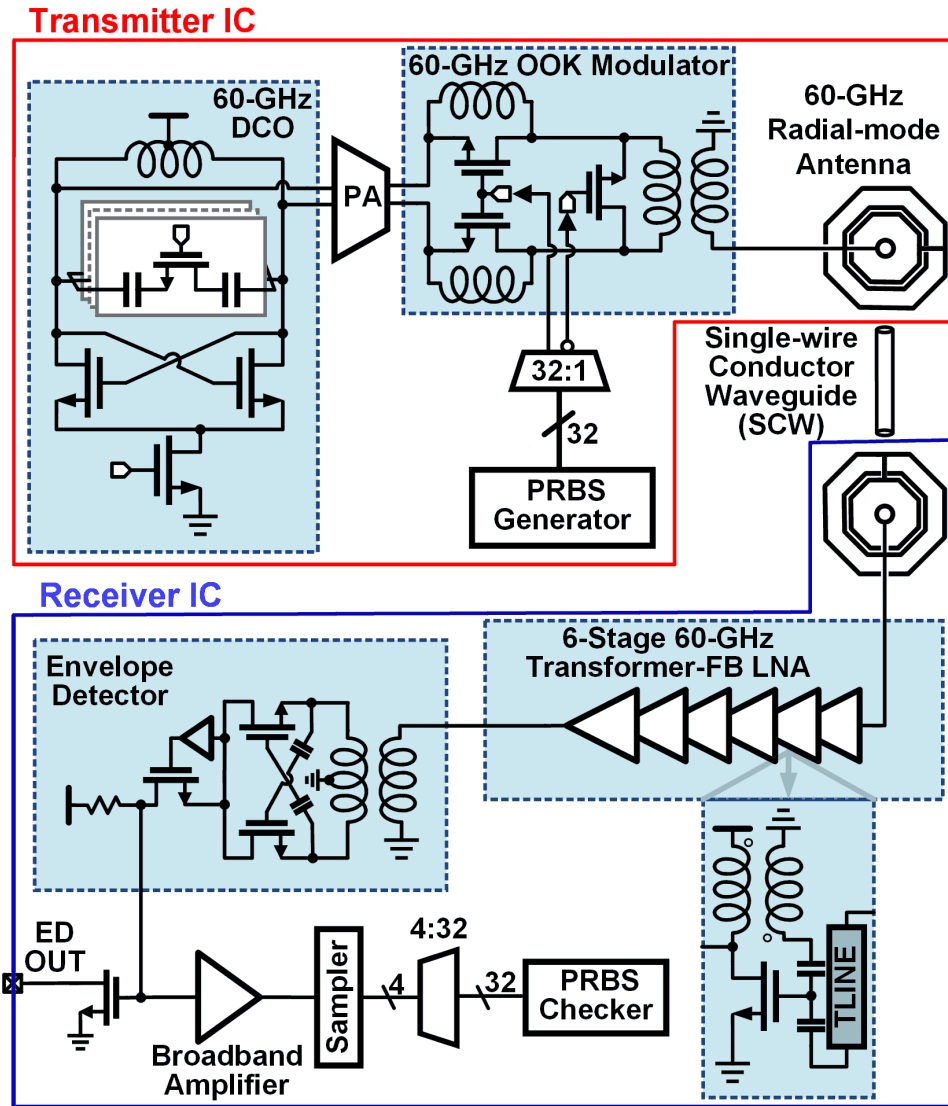 Transmitter IC
60-GHz
DCO
PA
60-GHz OOK Modulator
60-GHz
Radial-mode
Antenna
32:1
32
PRBS
Generator
Single-wire
Conductor
Waveguide
(SCW)
Receiver IC
Envelope
Detector
6-Stage 60-GHz
Transformer-FB LNA
ED
OUT
Broadband
Amplifier
Sampler
4
4:32
32
PRBS
Checker
TLINE